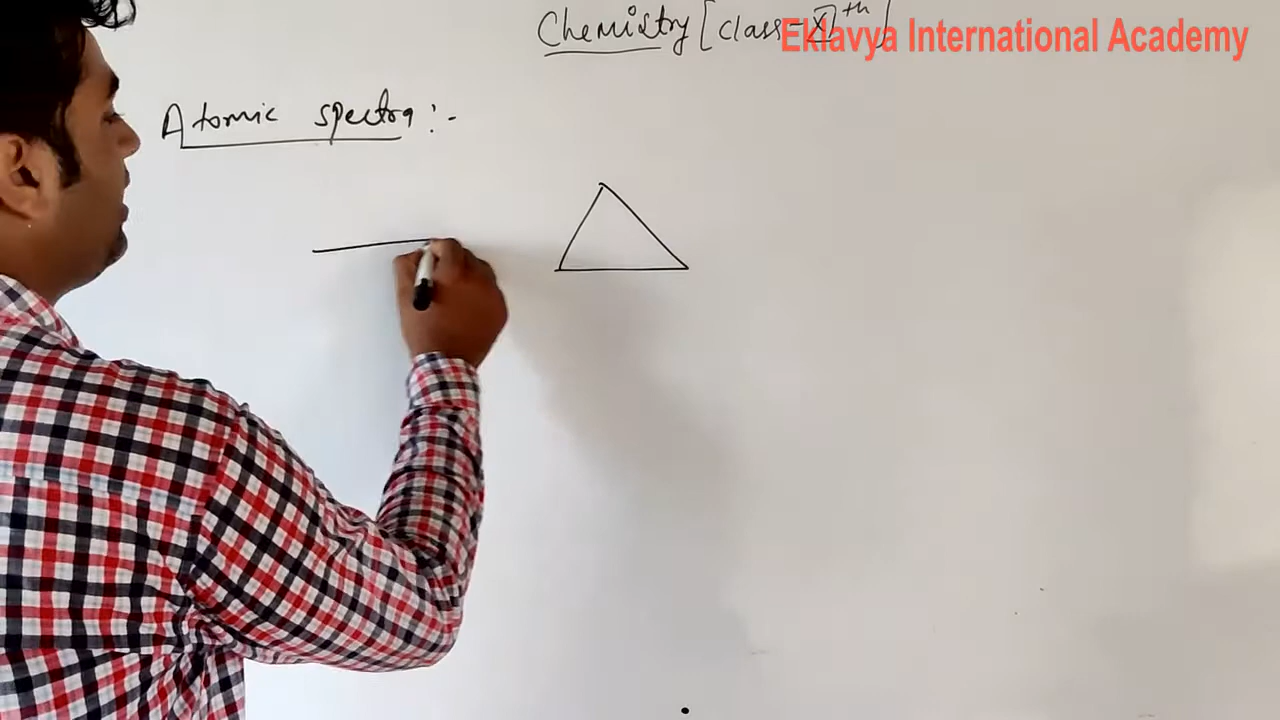 Chemistry [class - XI th]
Eklavya International Academy
Atomic spectra :-